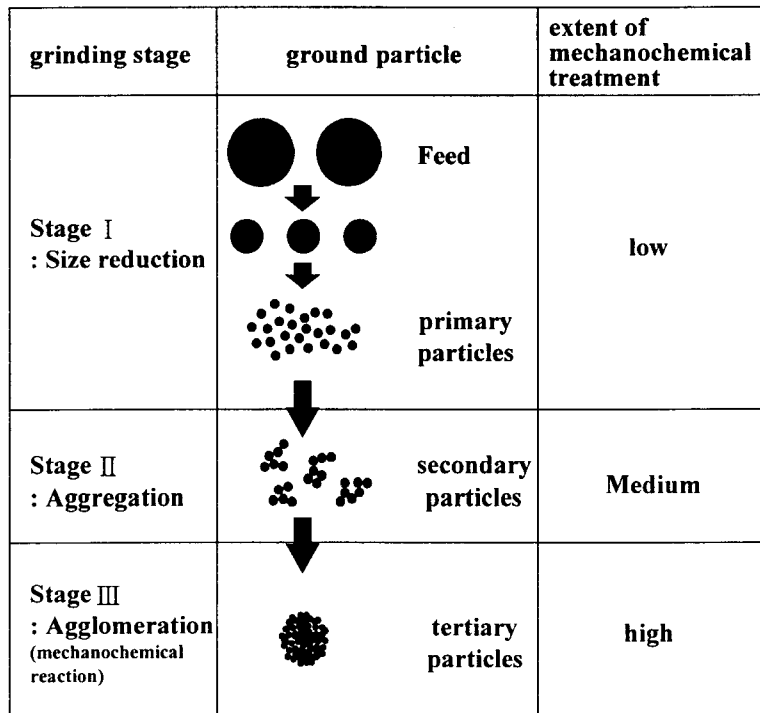 grinding stage
ground particle
extent of
mechanochemical
treatment
Stage Ⅰ
: Size reduction
Feed
primary
particles
low
Stage Ⅱ
: Aggregation
secondary
particles
Medium
Stage Ⅲ
: Agglomeration
(mechanochemical
reaction)
tertiary
particles
high